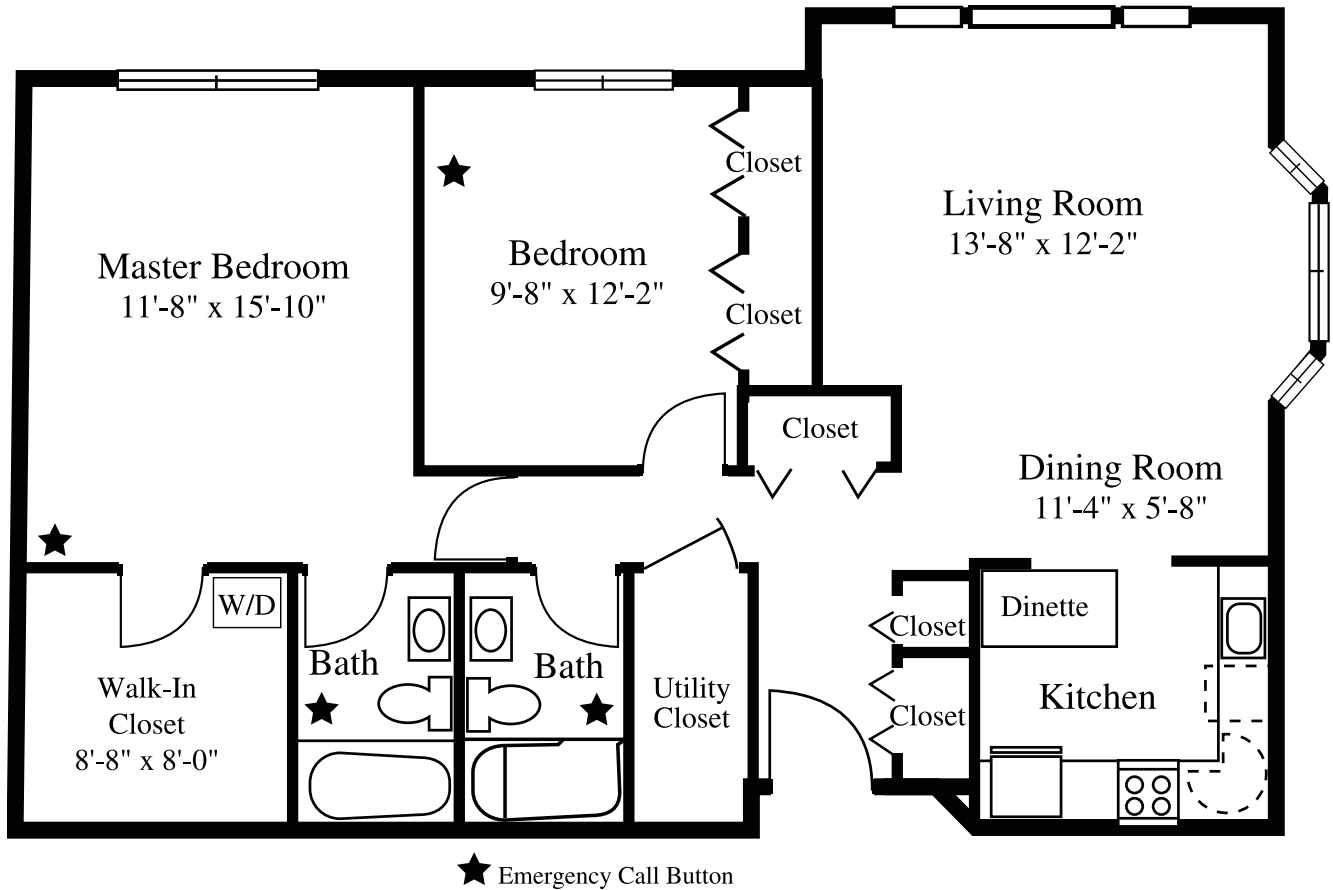 Closet
Living Room
13'-8" x 12'-2"
Master Bedroom
11'-8" x 15'-10"
Bedroom
9'-8" x 12'-2"
Closet
Closet
Dining Room
11'-4" x 5'-8"
W/D
Dinette
Closet
Bath
Bath
Walk-In
Closet
8'-8" x 8'-0"
Utility
Closet
Kitchen
Closet
Emergency Call Button